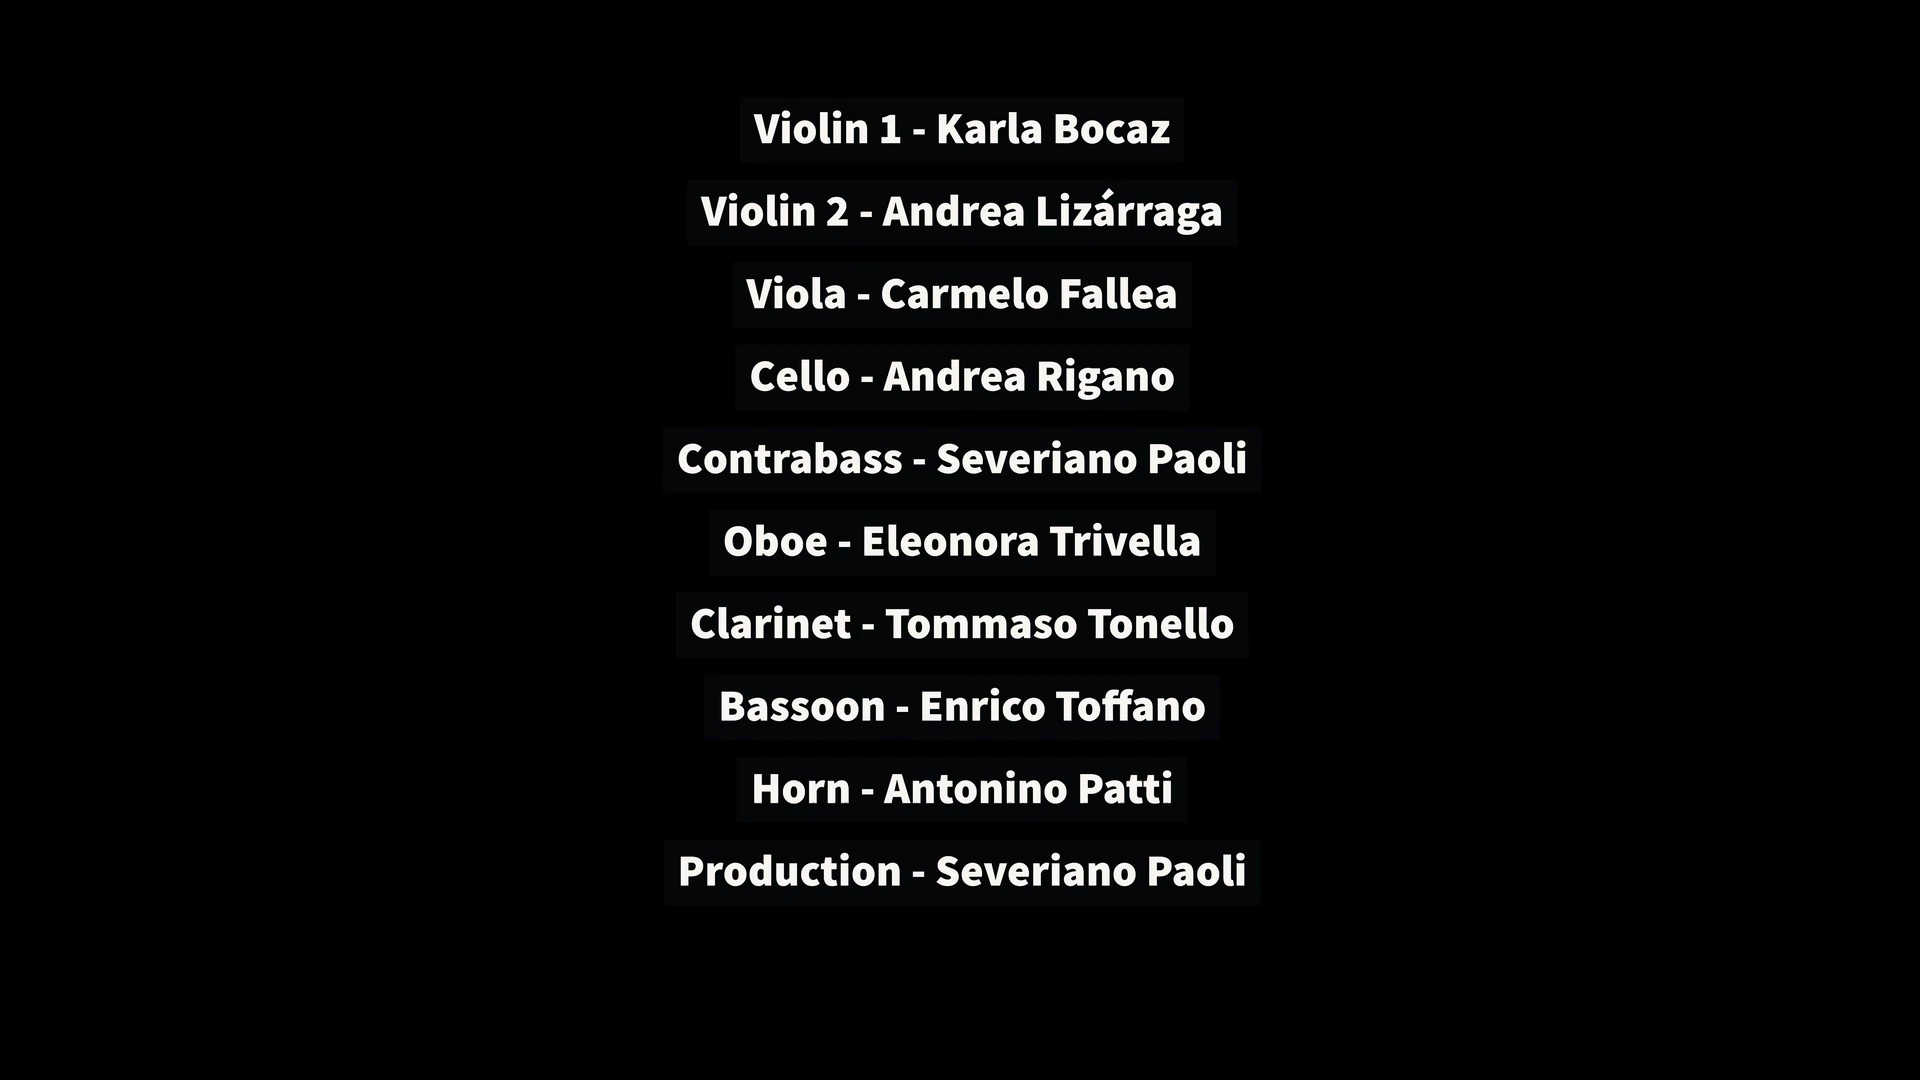 Violin 1 - Karla Bocaz
Violin 2 - Andrea Lizárraga
Viola - Carmelo Fallea
Cello - Andrea Rigano
Contrabass - Severiano Paoli
Oboe - Eleonora Trivella
Clarinet - Tommaso Tonello
Bassoon - Enrico Toffano
Horn - Antonino Patti
Production - Severiano Paoli